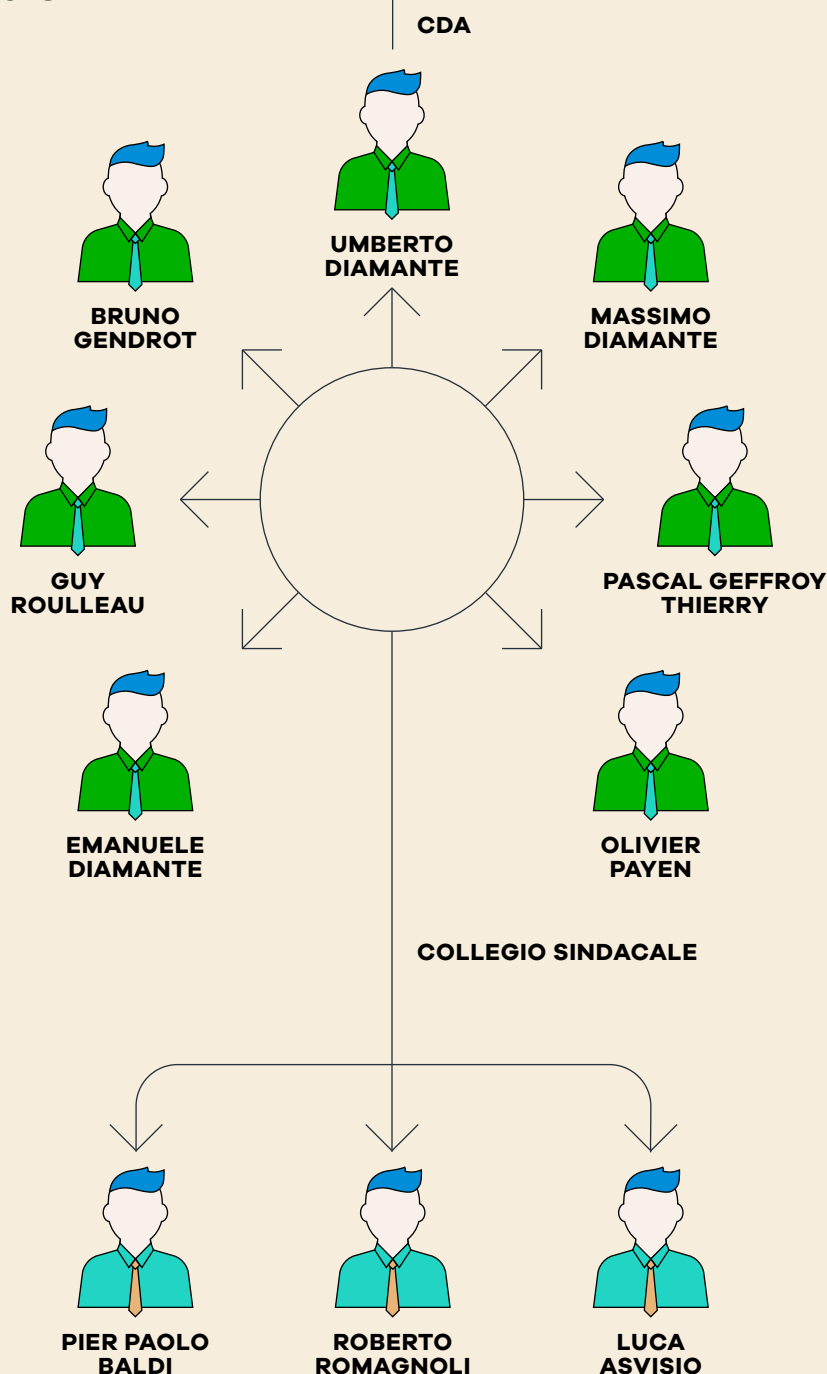 CDA
UMBERTO
DIAMANTE
BRUNO
GENDROT
MASSIMO
DIAMANTE
GUY
ROULLEAU
PASCAL GEFFROY
THIERRY
EMANUELE
DIAMANTE
OLIVIER
PAYEN
COLLEGIO SINDACALE
PIER PAOLO
BALDI
ROBERTO
ROMAGNOLI
LUCA
ASVISIO